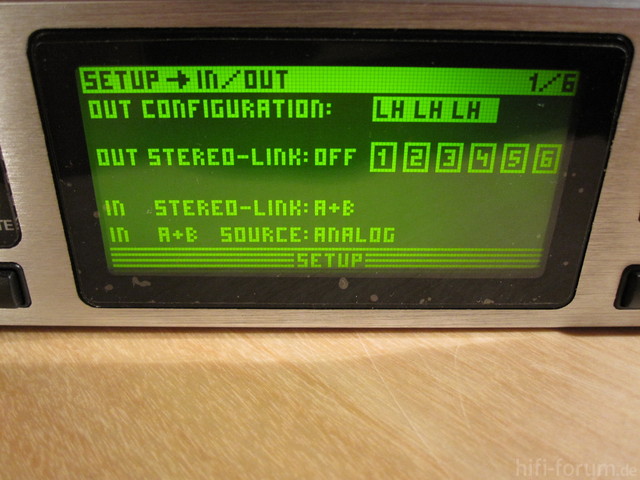 SETUP → IN/OUT 1/6
OUT CONFIGURATION: LH LH LH
OUT STEREO-LINK: OFF 1 2 3 4 5 6
IN STEREO-LINK: A+B
IN A+B SOURCE: ANALOG
SETUP
TE
hifi-forum.de